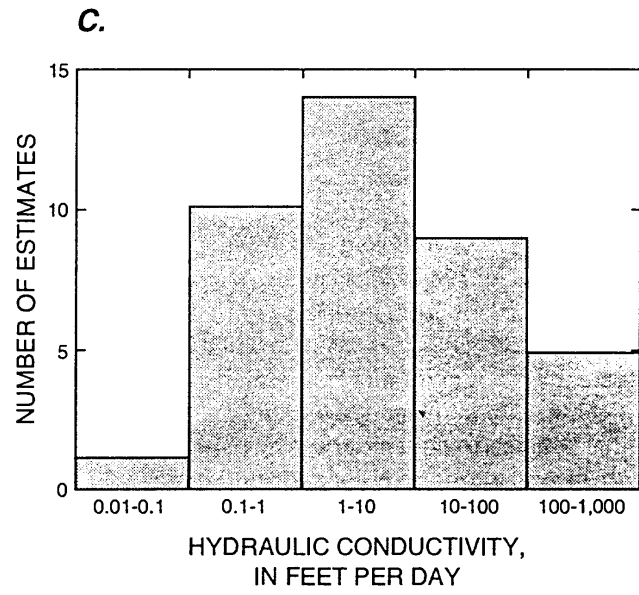 C.
15
10
5
0
NUMBER OF ESTIMATES
0.01-0.1 0.1-1 1-10 10-100 100-1,000
HYDRAULIC CONDUCTIVITY,
IN FEET PER DAY